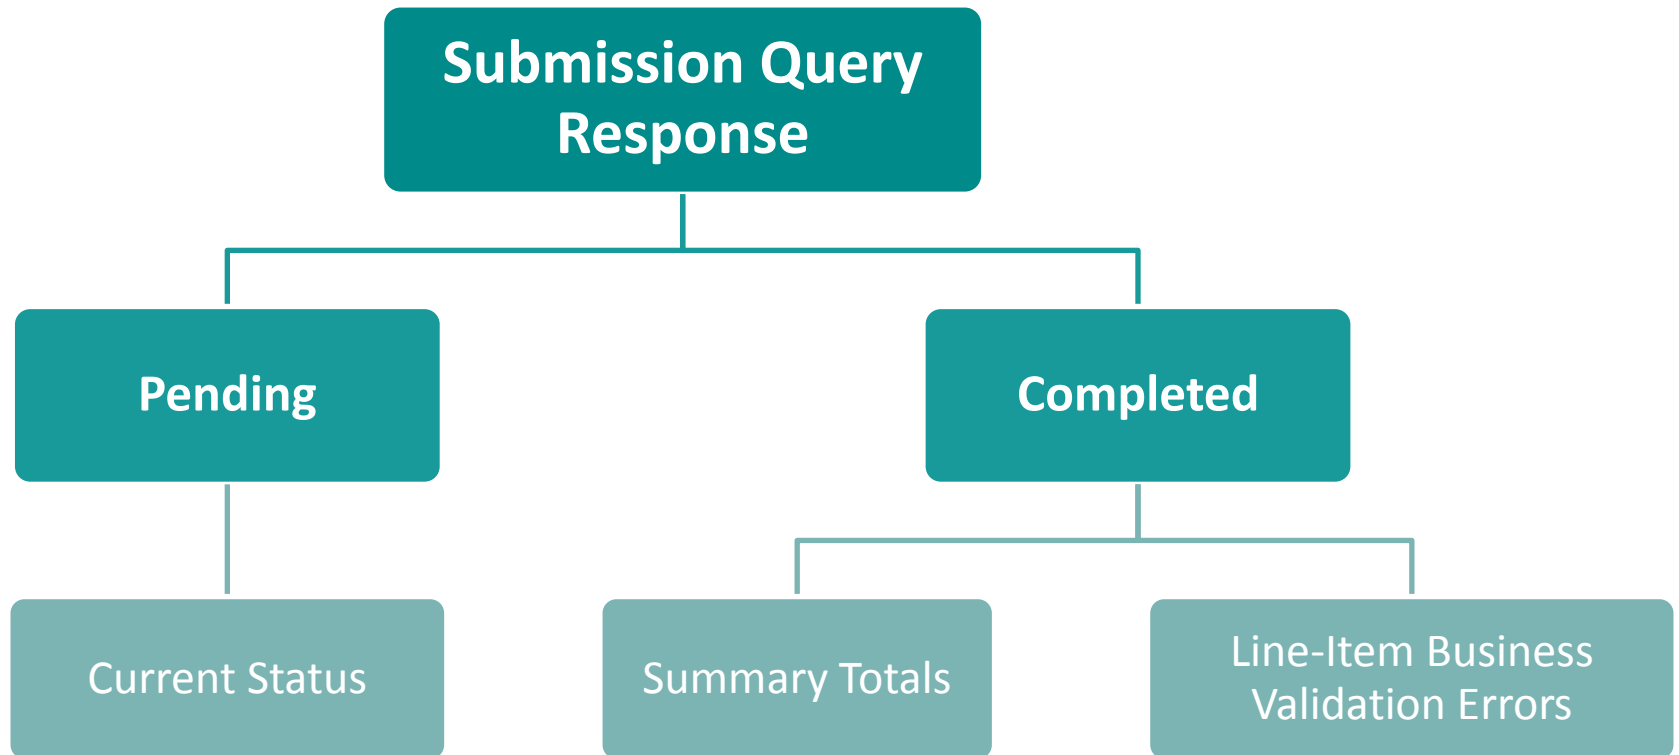 Submission Query
Response
Pending
Completed
Current Status
Summary Totals
Line-Item Business
Validation Errors